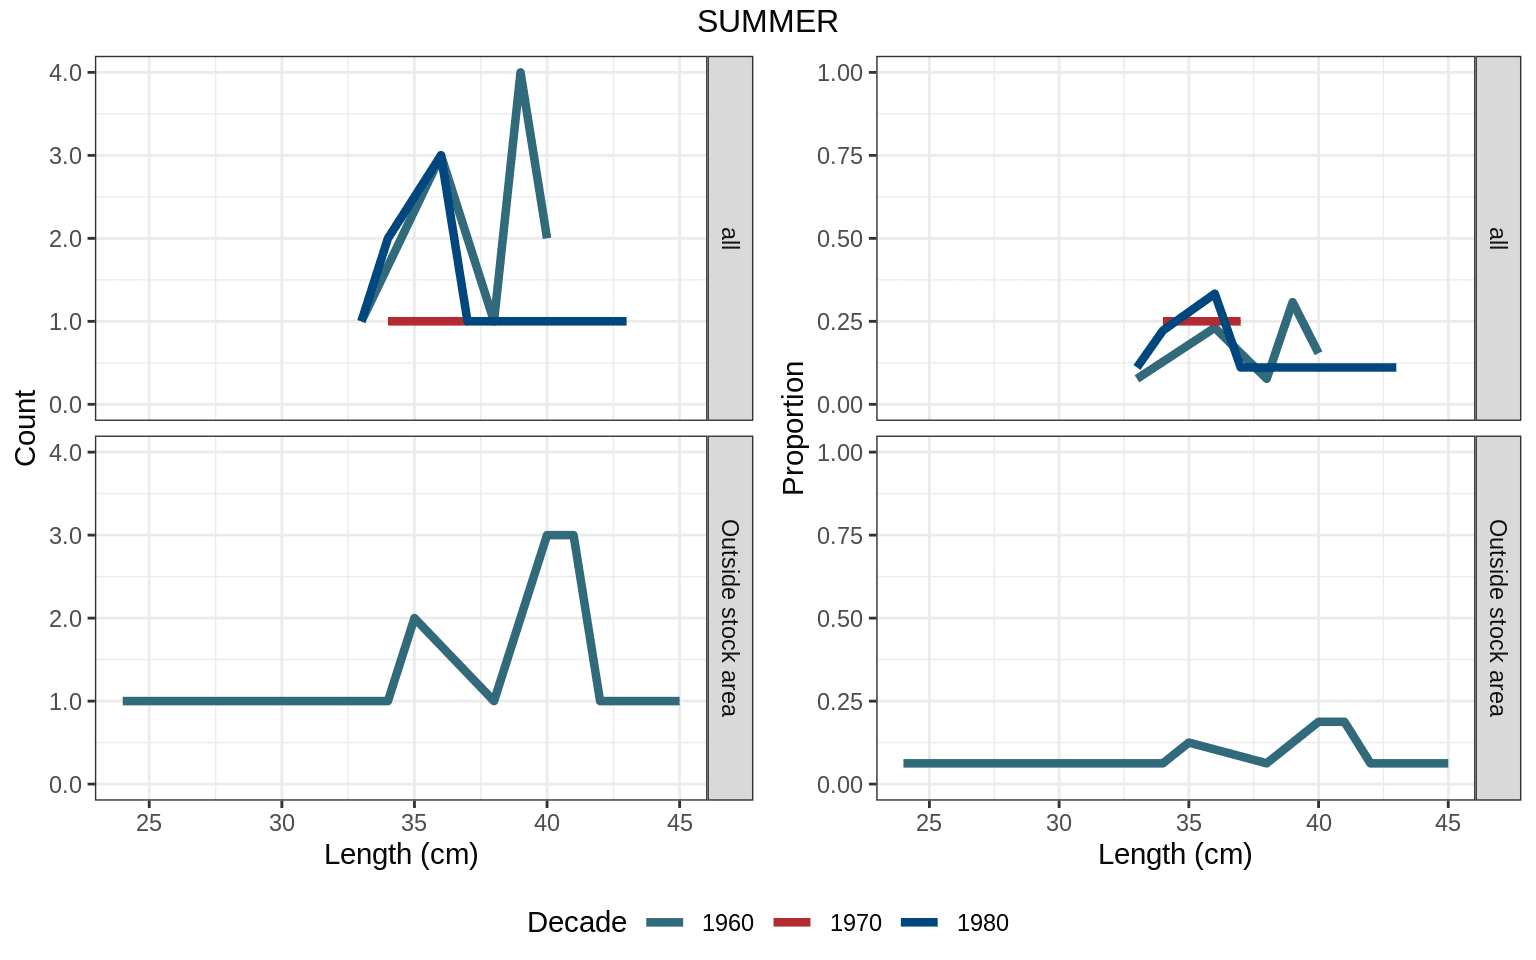 SUMMER
Count
4.0
3.0
2.0
1.0
0.0
all
4.0
3.0
2.0
1.0
0.0
Outside stock area
25 30 35 40 45
Length (cm)
Proportion
1.00
0.75
0.50
0.25
0.00
all
1.00
0.75
0.50
0.25
0.00
Outside stock area
25 30 35 40 45
Length (cm)
Decade 1960 1970 1980